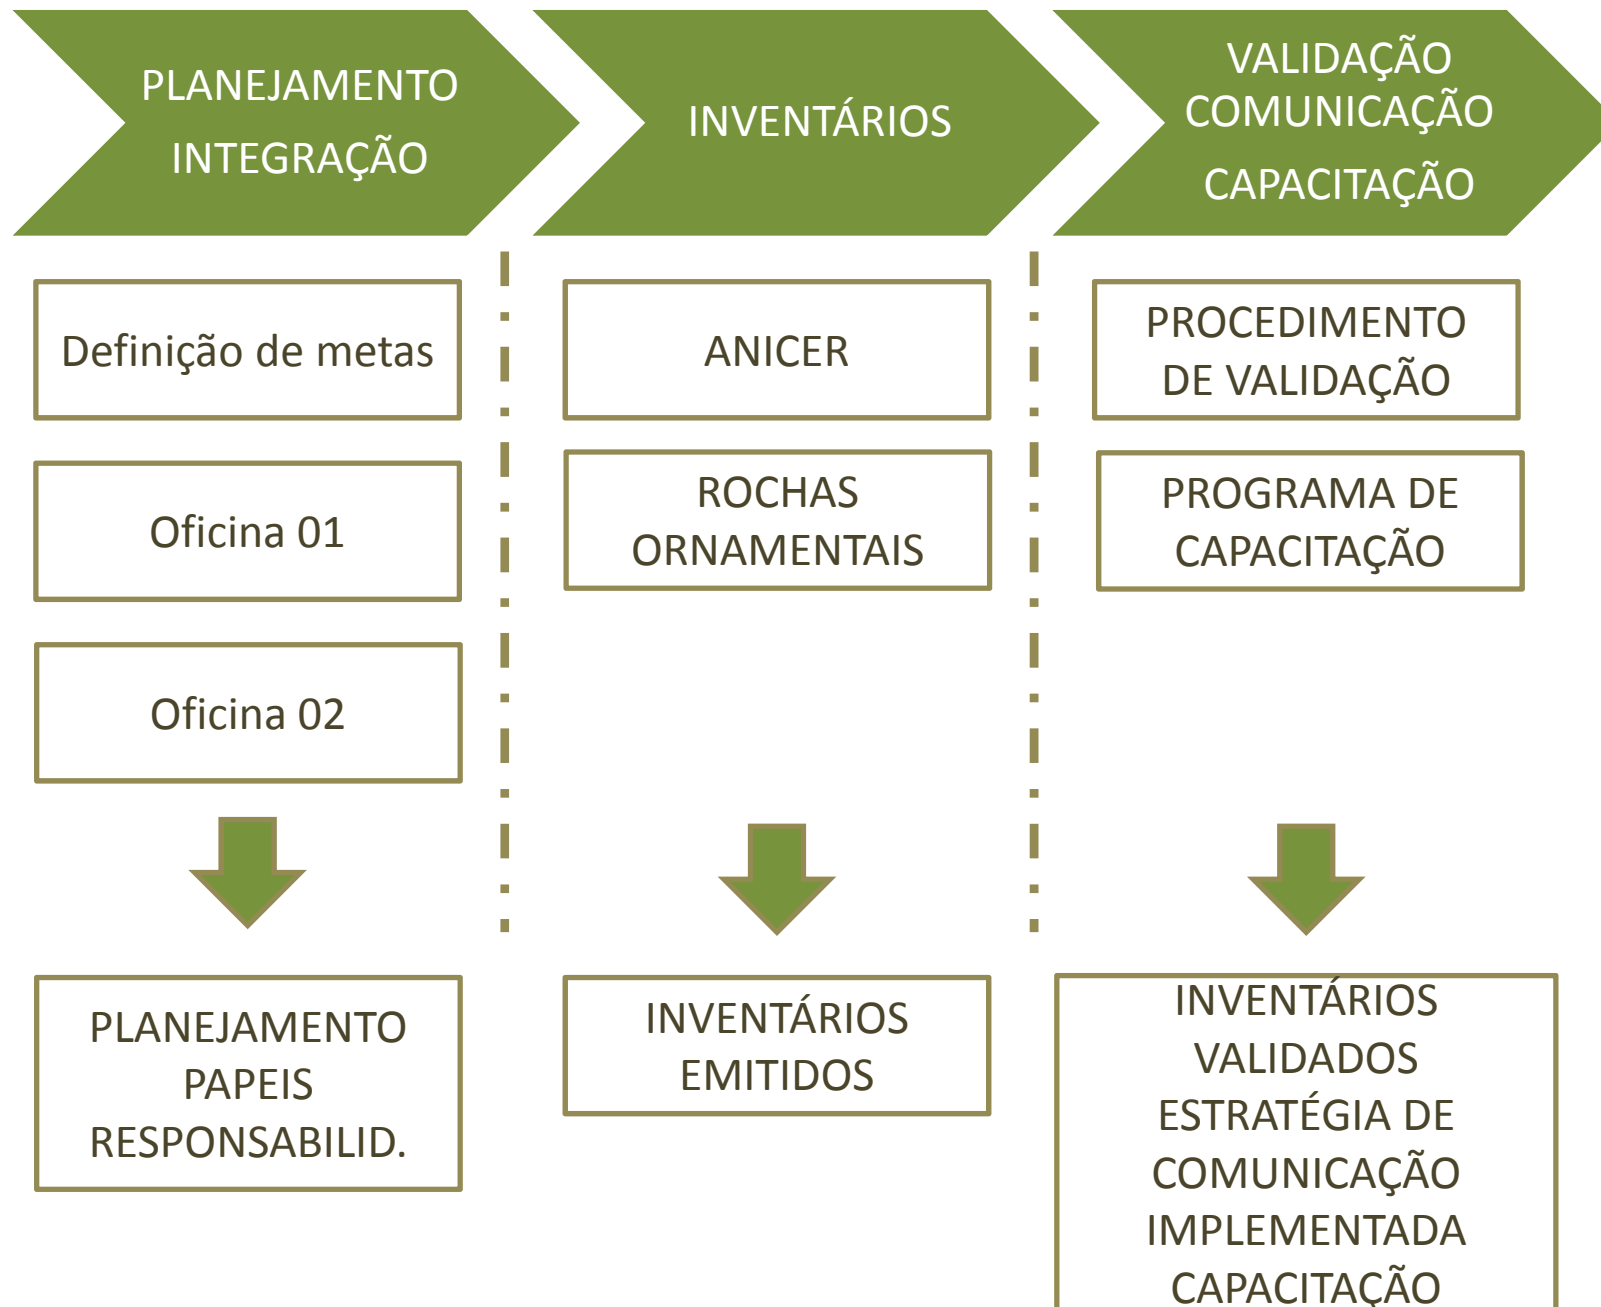 PLANEJAMENTO
INTEGRAÇÃO
INVENTÁRIOS
VALIDAÇÃO
COMUNICAÇÃO
CAPACITAÇÃO
Definição de metas
Oficina 01
Oficina 02
PLANEJAMENTO
PAPEIS
RESPONSABILID.
ANICER
ROCHAS
ORNAMENTAIS
INVENTÁRIOS
EMITIDOS
PROCEDIMENTO
DE VALIDAÇÃO
PROGRAMA DE
CAPACITAÇÃO
INVENTÁRIOS
VALIDADOS
ESTRATÉGIA DE
COMUNICAÇÃO
IMPLEMENTADA
CAPACITAÇÃO